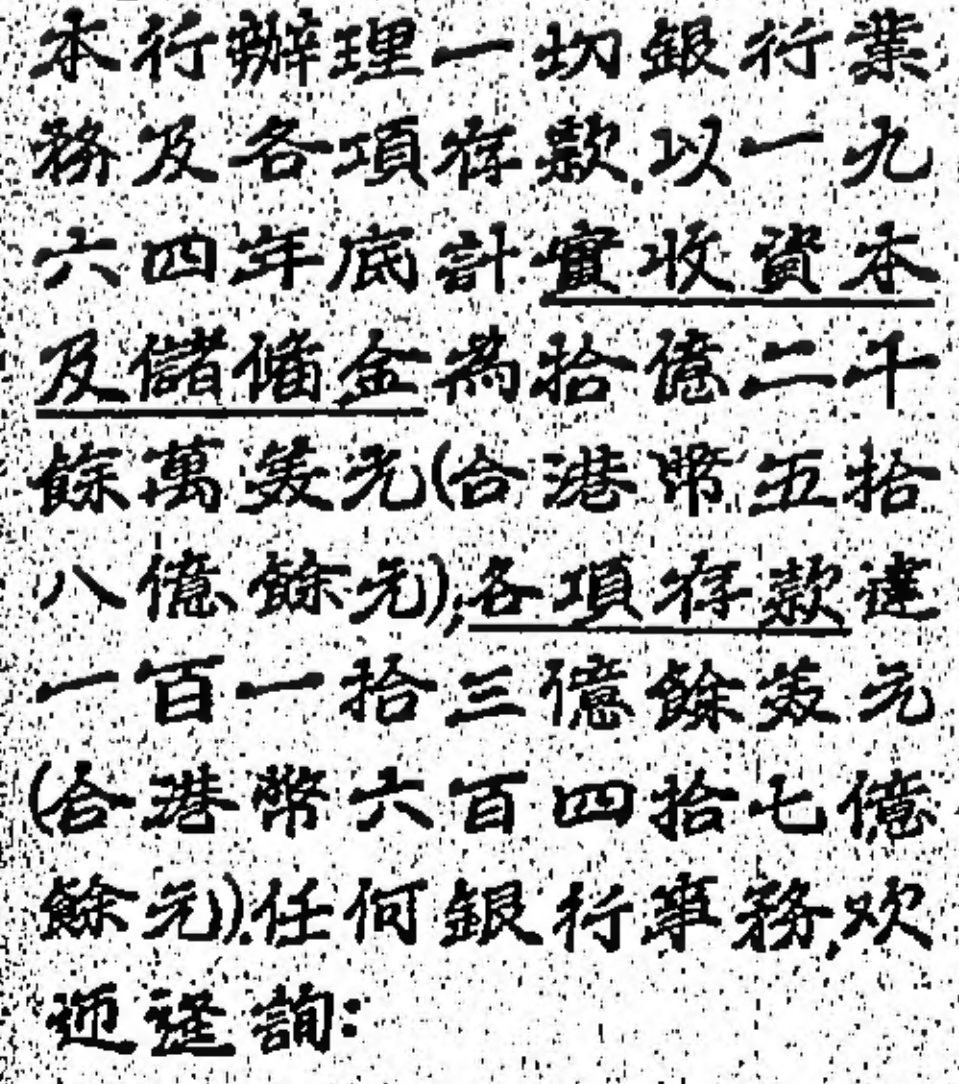 本行辦理一切銀行業
務及各項存款,以一九
六四年底計實收資本
及儲備金為拾億二千
餘萬美元(合港幣五拾
八億餘元);各項存款達
一百一拾三億餘美元
(合港幣六百四拾七億
餘元).任何銀行事務,欢
迎諮詢: